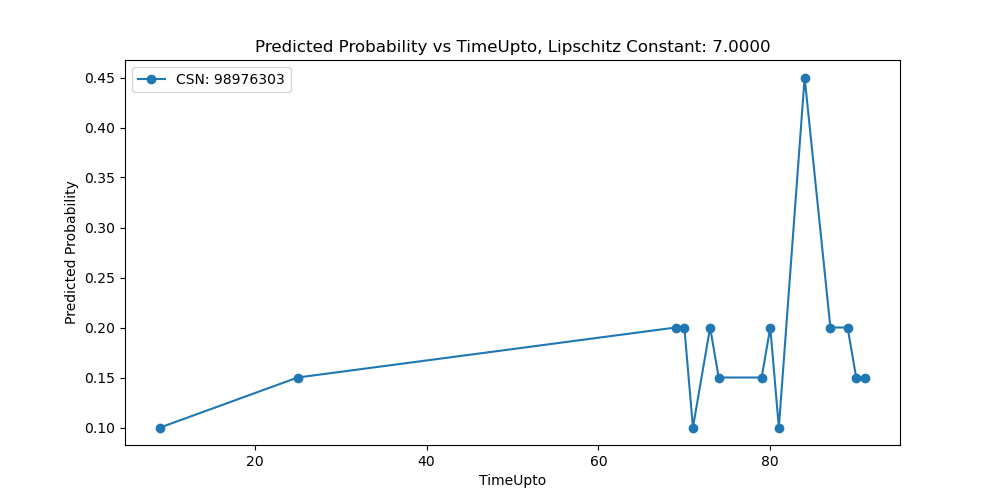 Predicted Probability vs TimeUpto, Lipschitz Constant: 7.0000
CSN: 98976303
0.45
0.40
0.35
0.30
0.25
0.20
0.15
0.10
Predicted Probability
20 40 60 80
TimeUpto